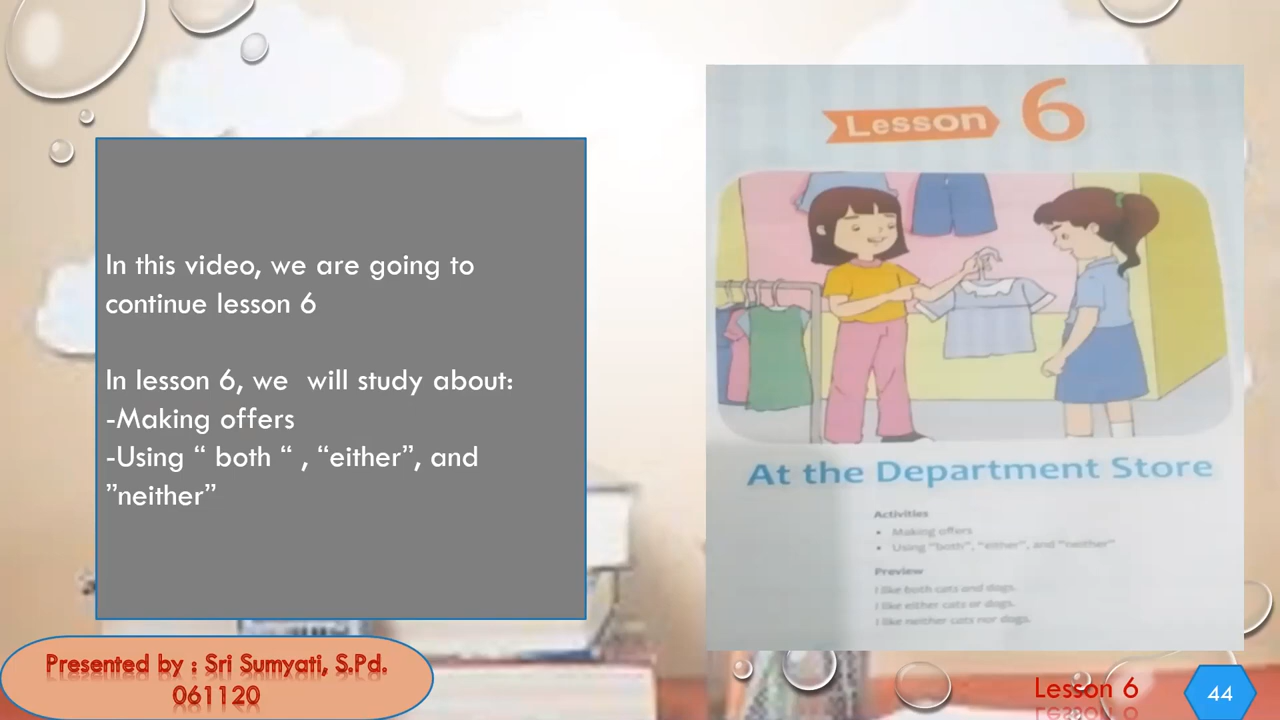 In this video, we are going to
continue lesson 6
In lesson 6, we will study about:
-Making offers
-Using “ both “ , “either”, and
”neither”
Presented by : Sri Sumyati, S.Pd.
061120
Lesson 6
At the Department Store
Activities
• Making offers
• Using "both", "either", and "neither"
Preview
I like both cats and dogs.
I like either cats or dogs.
I like neither cats nor dogs.
Lesson 6
44